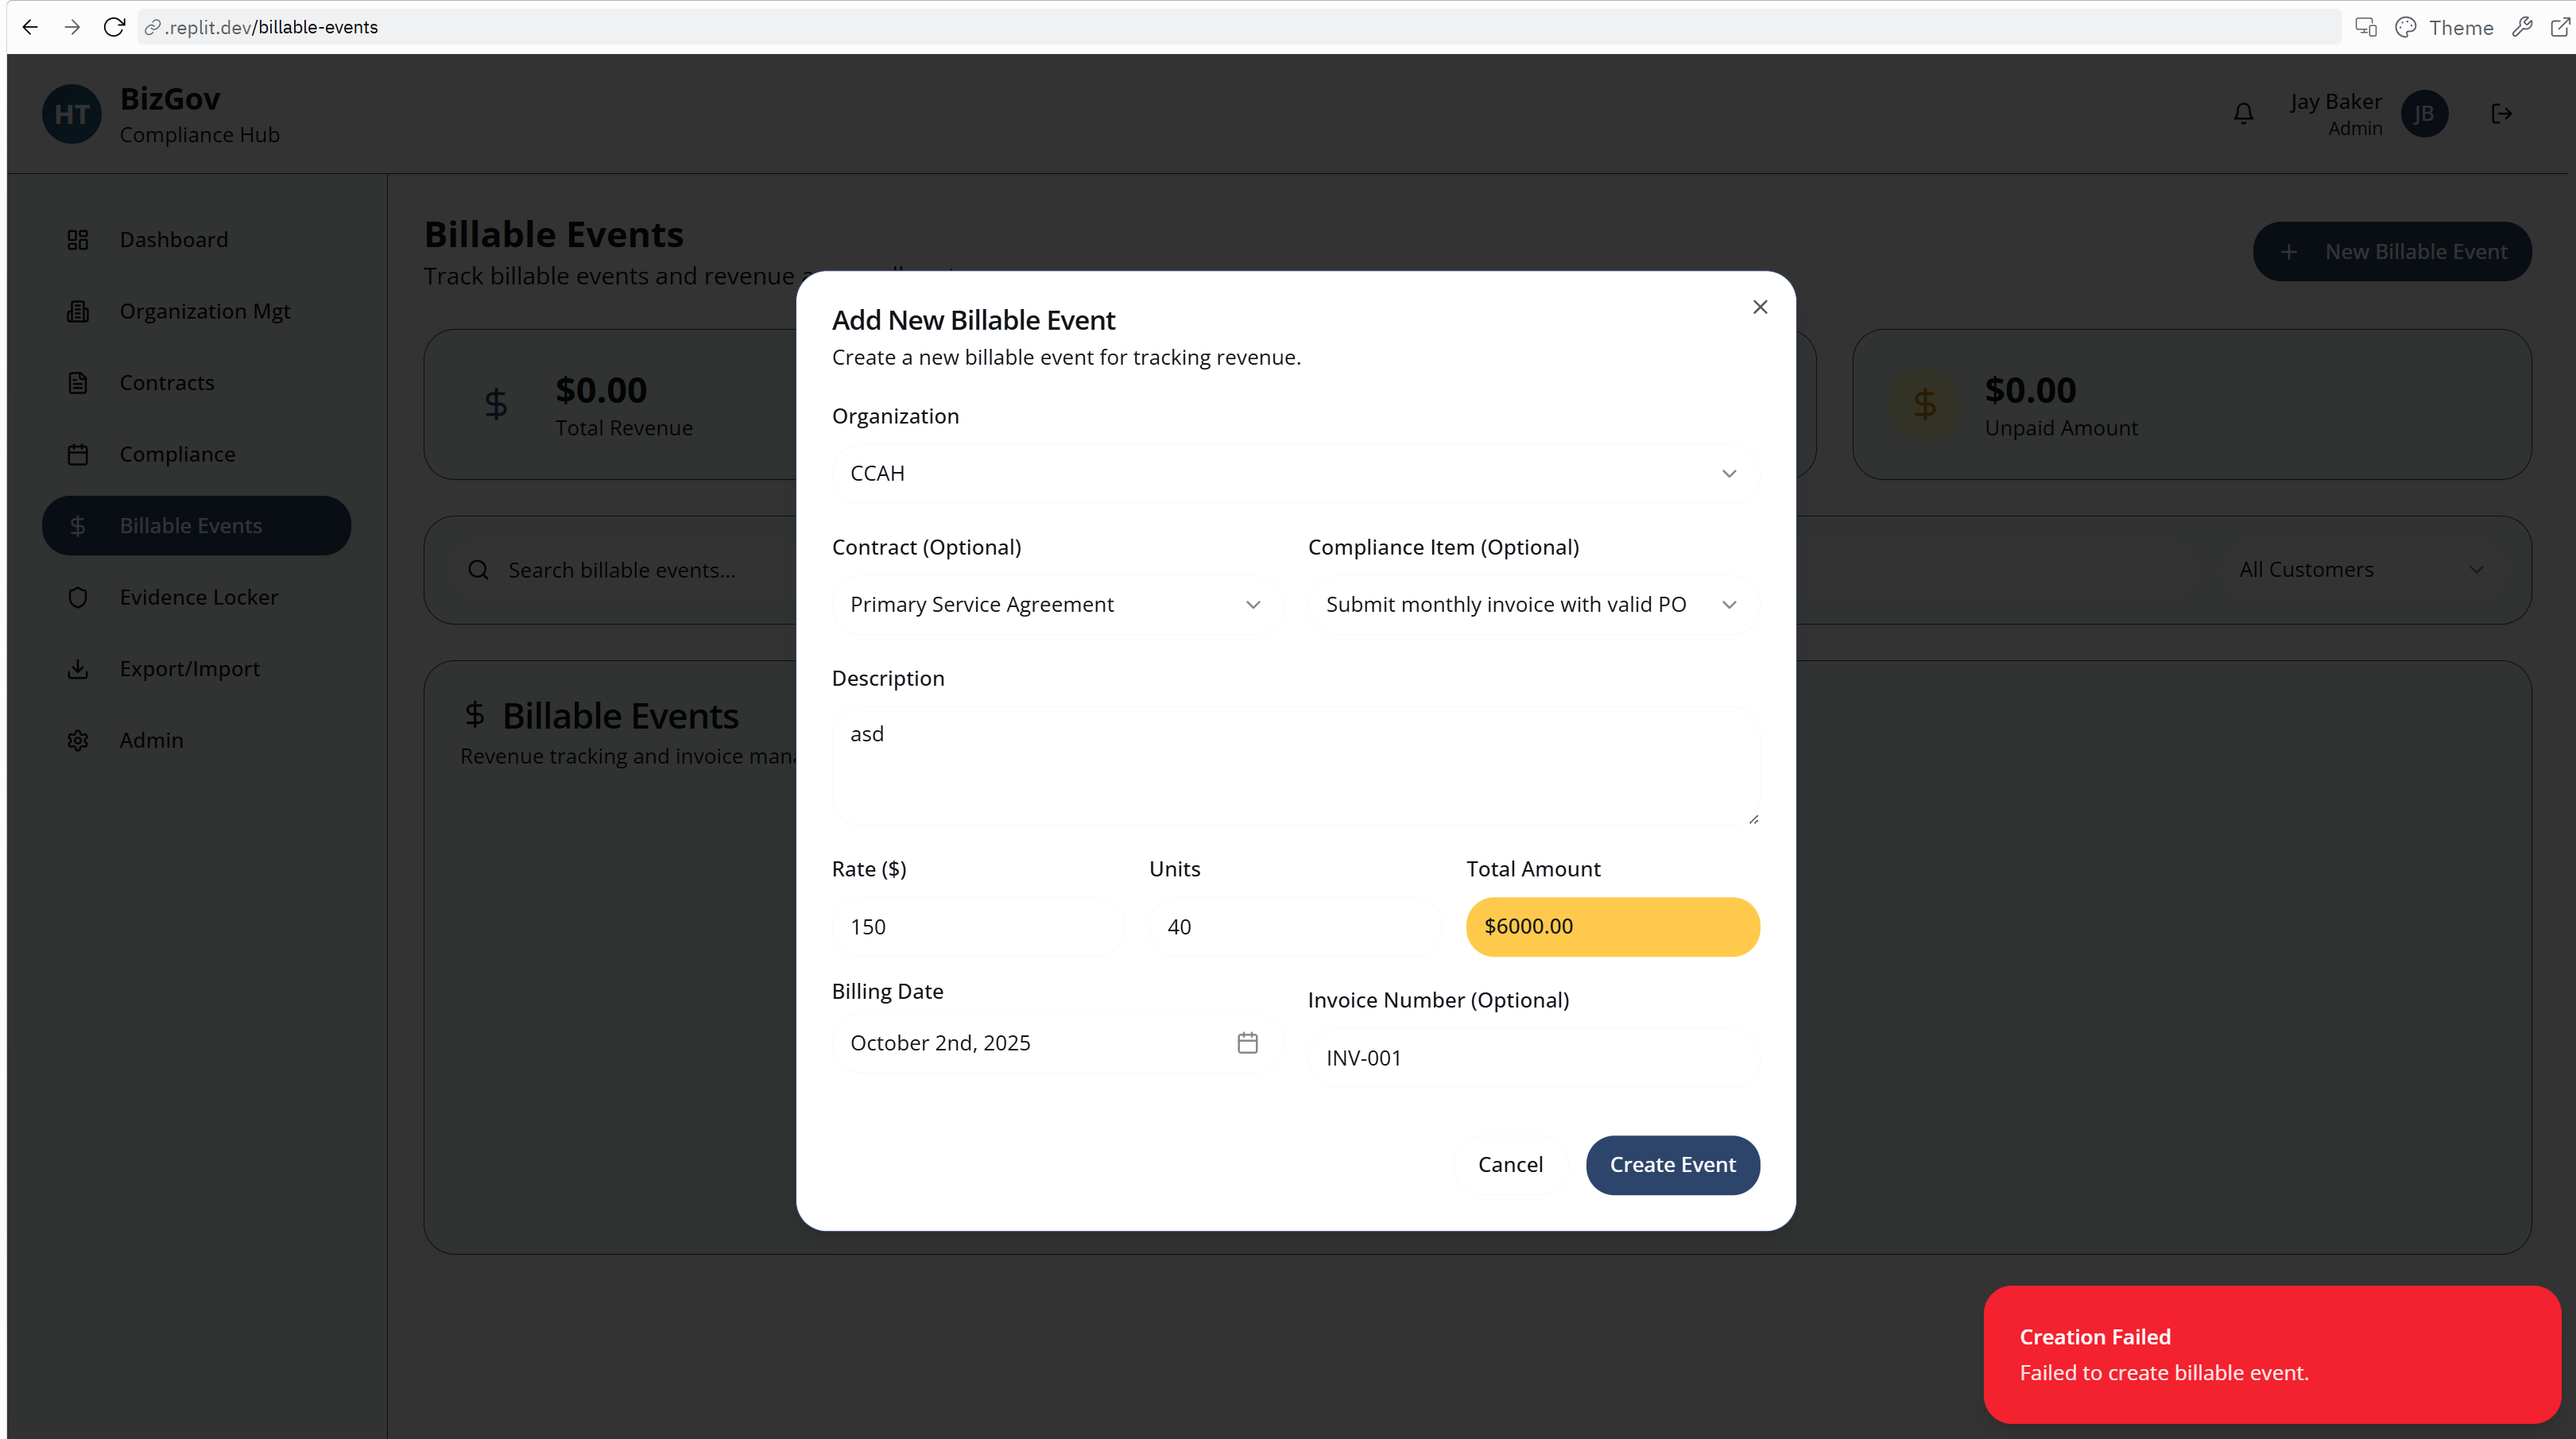 .replit.dev/billable-events
Theme
HT
BizGov
Compliance Hub
Jay Baker
Admin
JB
Dashboard
Organization Mgt
Contracts
Compliance
Billable Events
Evidence Locker
Export/Import
Admin
Billable Events
Track billable events and revenue
New Billable Event
$0.00
Total Revenue
$0.00
Unpaid Amount
Search billable events...
All Customers
Billable Events
Revenue tracking and invoice
Add New Billable Event
Create a new billable event for tracking revenue.
Organization
CCAH
Contract (Optional)
Compliance Item (Optional)
Primary Service Agreement
Submit monthly invoice with valid PO
Description
asd
Rate ($)
Units
Total Amount
150
40
$6000.00
Billing Date
Invoice Number (Optional)
October 2nd, 2025
INV-001
Cancel
Create Event
Creation Failed
Failed to create billable event.